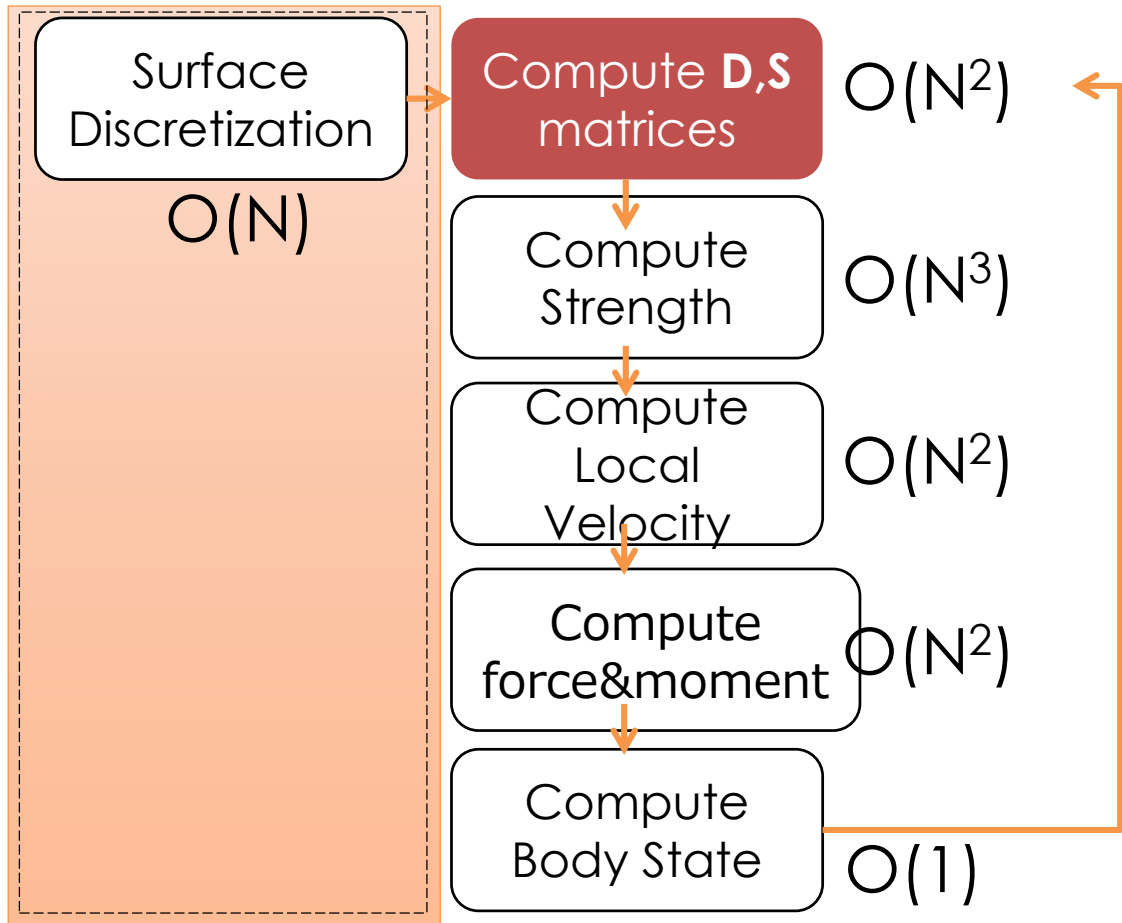 Surface
Discretization
O(N)
Compute D,S
matrices
O(N²)
Compute
Strength
O(N³)
Compute
Local
Velocity
O(N²)
Compute
force&moment
O(N²)
Compute
Body State
O(1)